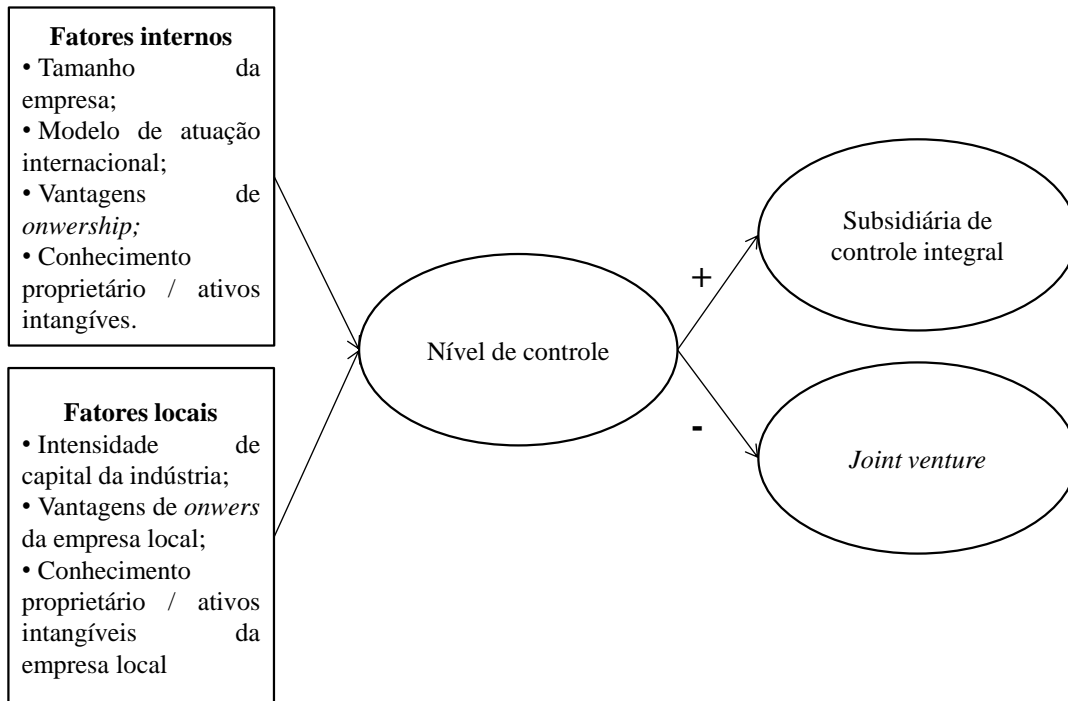 Fatores internos
• Tamanho da
empresa;
• Modelo de atuação
internacional;
• Vantagens de
onwership;
• Conhecimento
proprietário / ativos
intangíves.
Fatores locais
• Intensidade de
capital da indústria;
• Vantagens de onwers
da empresa local;
• Conhecimento
proprietário / ativos
intangíveis da
empresa local
Nível de controle
+
-
Subsidiária de
controle integral
Joint venture